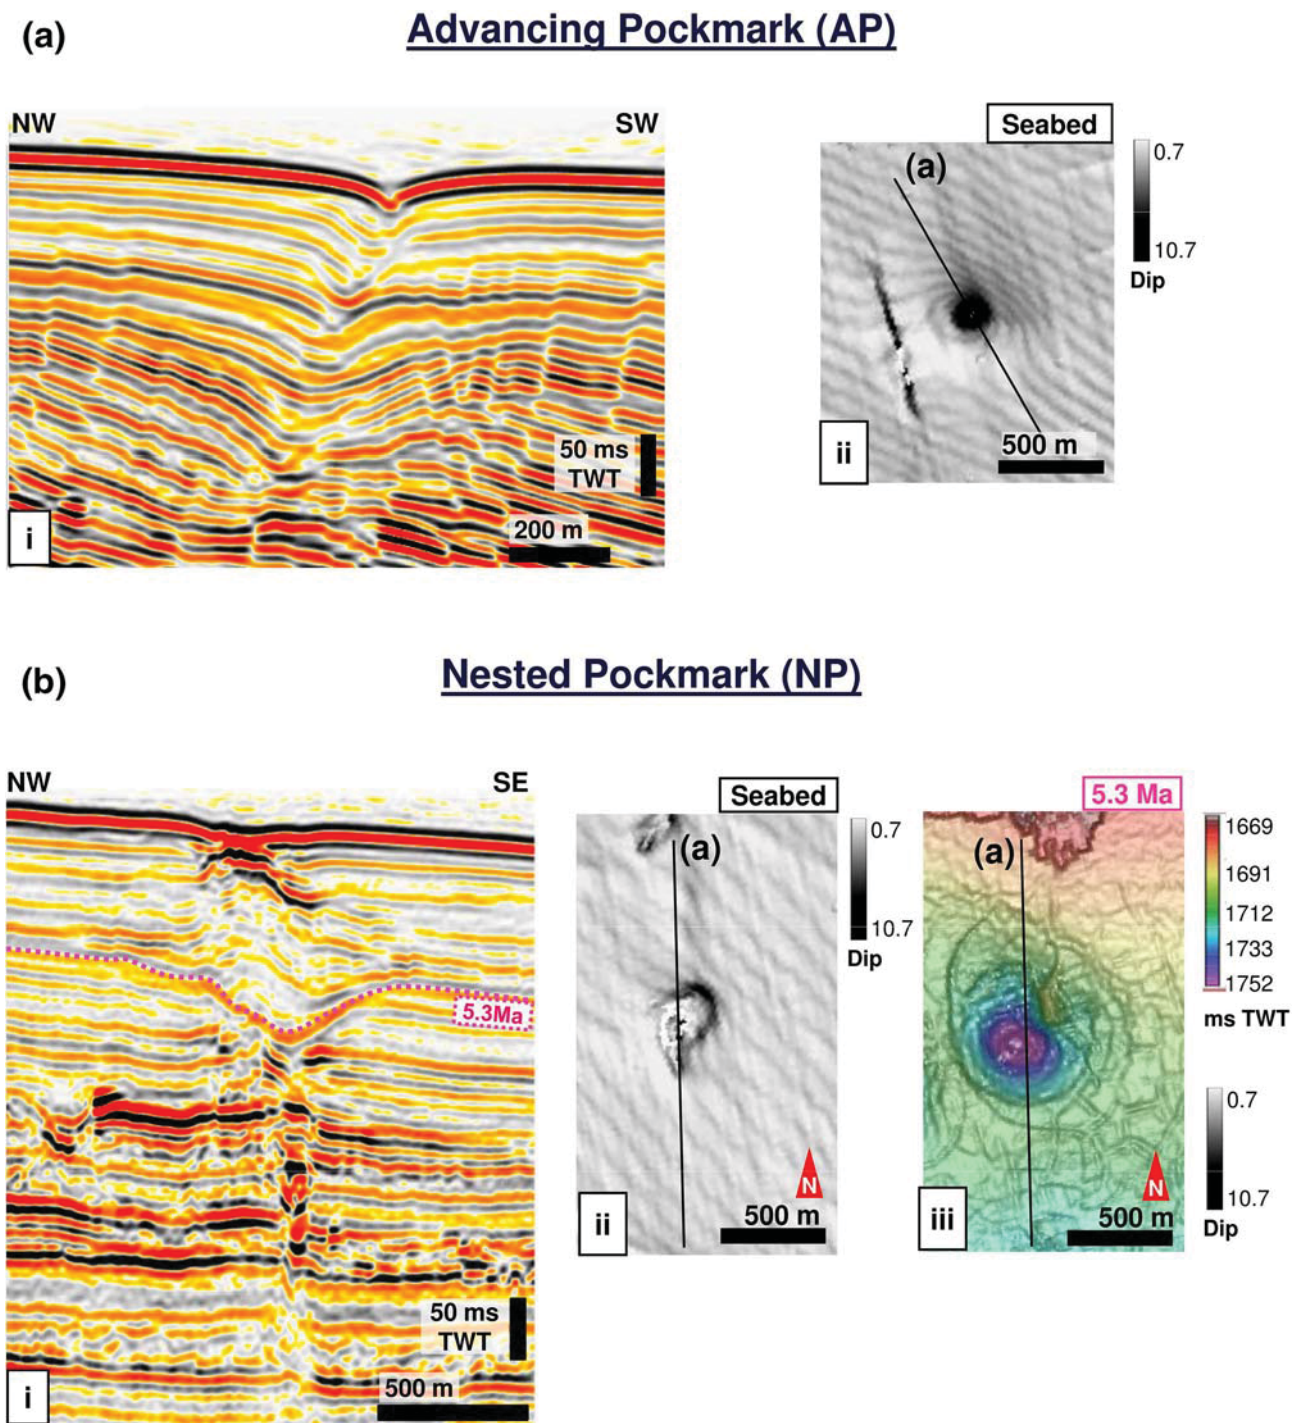 (a)
Advancing Pockmark (AP)
NW
SW
50 ms
TWT
200 m
i
Seabed
(a)
0.7
10.7
Dip
500 m
ii
(b)
Nested Pockmark (NP)
NW
SE
5.3Ma
50 ms
TWT
500 m
i
Seabed
(a)
0.7
10.7
Dip
N
500 m
ii
5.3 Ma
(a)
1669
1691
1712
1733
1752
ms TWT
0.7
10.7
Dip
N
500 m
iii